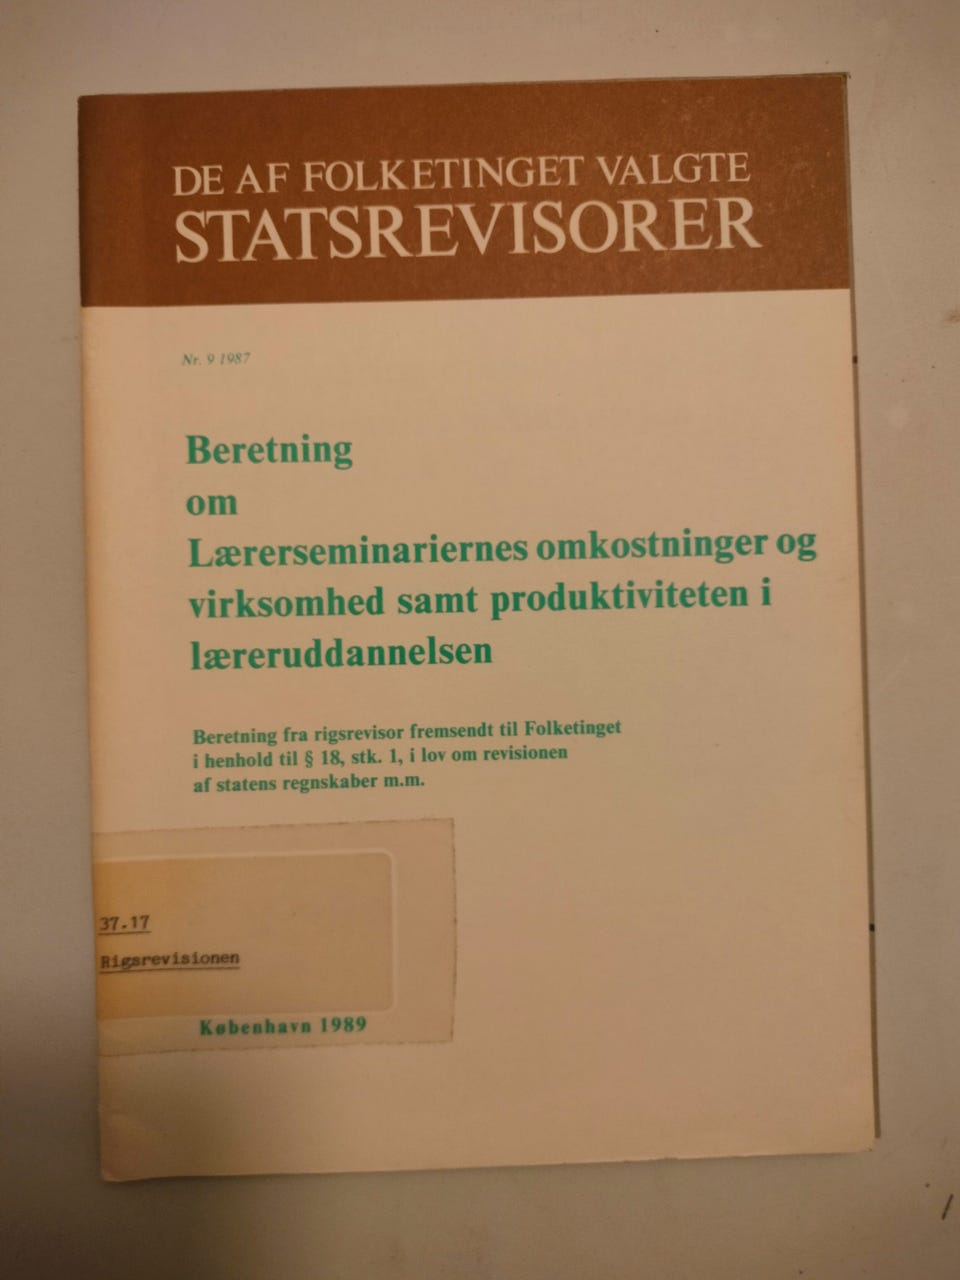 DE AF FOLKETINGET VALGTE
STATSREVISORER
Nr. 9 1987
Beretning
om
Lærerseminariernes omkostninger og
virksomhed samt produktiviteten i
læreruddannelsen
Beretning fra rigsrevisor fremsendt til Folketinget
i henhold til § 18, stk. 1, i lov om revisionen
af statens regnskaber m.m.
37.17
Rigsrevisionen
København 1989